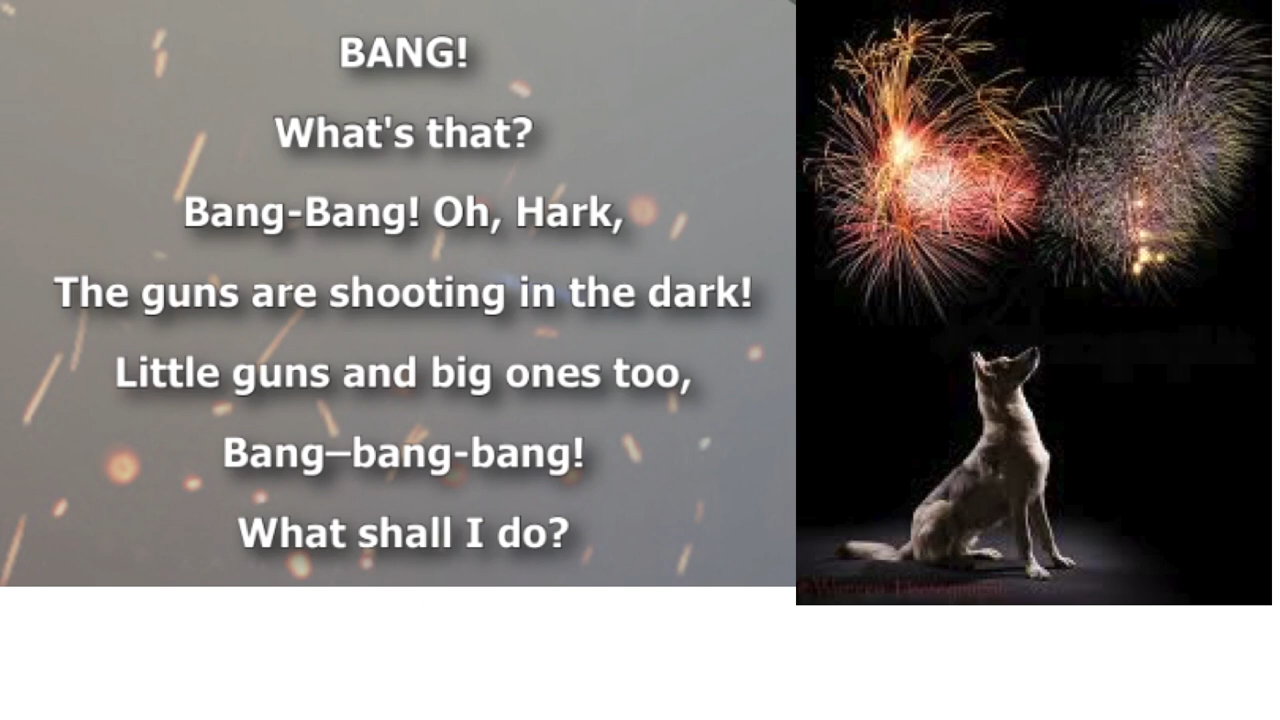 BANG!
What's that?
Bang-Bang! Oh, Hark,
The guns are shooting in the dark!
Little guns and big ones too,
Bang—bang-bang!
What shall I do?